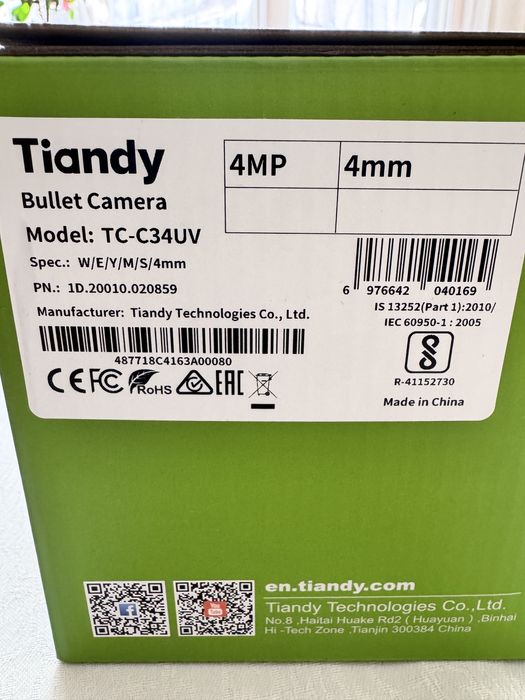 Tiandy
4MP
4mm
Bullet Camera
Model: TC-C34UV
Spec.: W/E/Y/M/S/4mm
PN.: 1D.20010.020859
6 976642 040169
IS 13252(Part 1):2010/
IEC 60950-1 : 2005
Manufacturer: Tiandy Technologies Co., Ltd.
487718C4163A00080
CE FC RoHS EAC
R-41152730
Made in China
f
You
Tube
en.tiandy.com
Tiandy Technologies Co.,Ltd.
No.8 ,Haitai Huake Rd2 ( Huayuan ) ,Binhai
Hi -Tech Zone ,Tianjin 300384 China